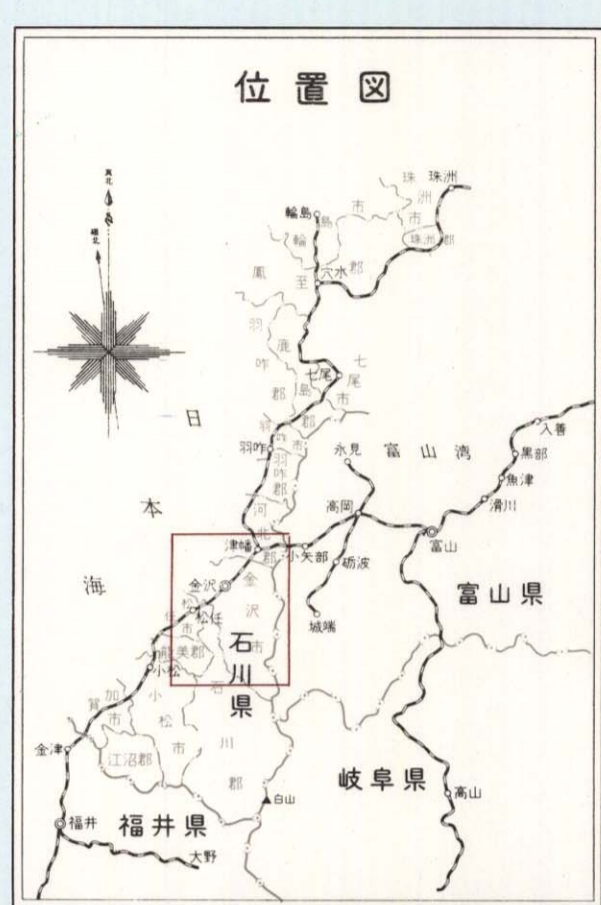 位置図
真北
磁北
珠洲
珠洲市
輪島
輪島市
珠洲郡
穴水
鳳至郡
羽咋郡
鹿島郡
七尾
七尾市
羽咋
羽咋市
羽咋郡
日本海
氷見
富山湾
入善
黒部
魚津
滑川
高岡
富山
河北郡
津幡
小矢部
砺波
城端
富山県
金沢
金沢市
松任
松任市
能美郡
石川県
小松
小松市
加賀市
石川郡
江沼郡
金津
白山
岐阜県
高山
福井
福井県
大野